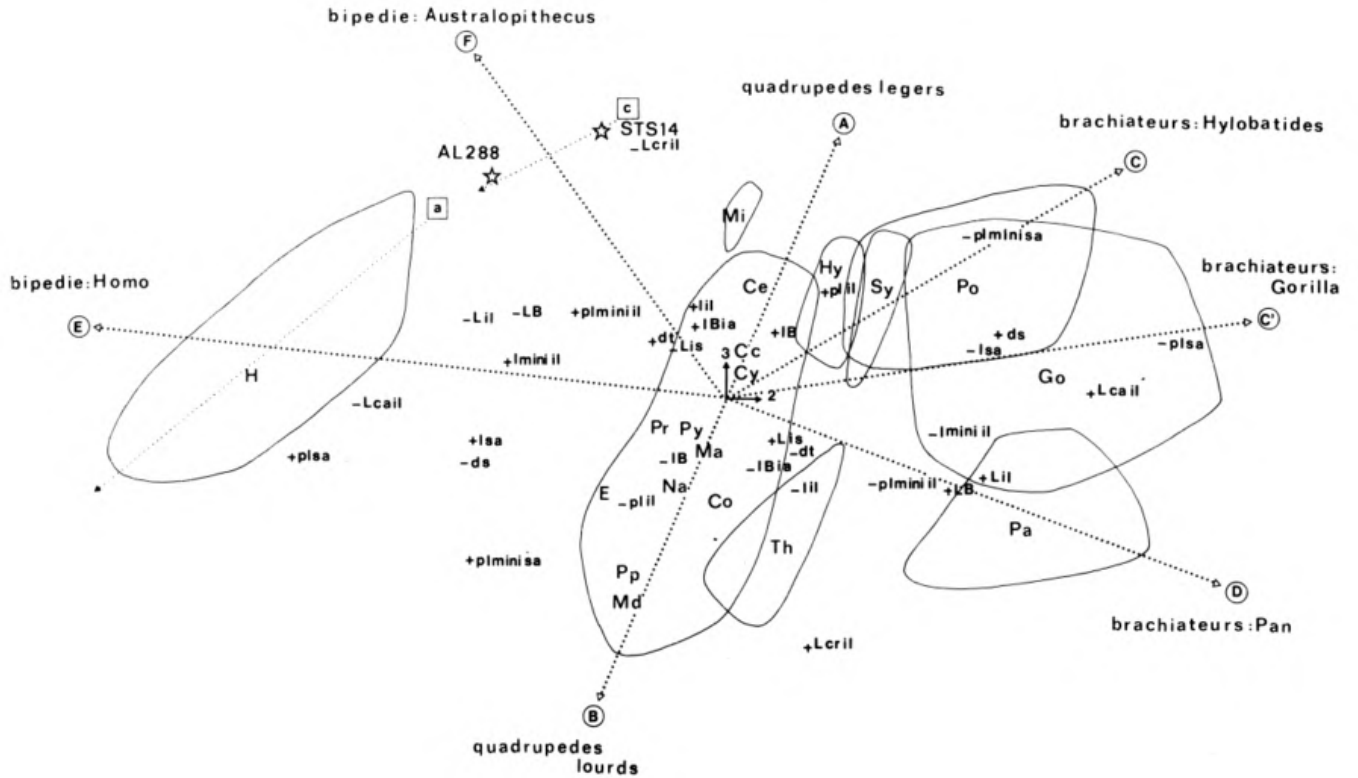 bipedie: Australopithecus
F
quadrupedes legers
A
c
STS14
-Lcril
brachiateurs: Hylobatides
C
AL288
a
Mi
-plminisa
brachiateurs:
Gorilla
C'
bipedie: Homo
E
Hy
+plil
Sy
Po
Ce
-Lil
-LB
+plminiil
+lil
+lBia
+lB
+dt
-Lis
3
Cc
Cy
2
+ds
-lsa
-plsa
+lminiil
H
Go
+Lcail
-Lcail
+plsa
+lsa
-ds
Pr
Py
Ma
-lB
+Lis
-dt
-lBia
-lminiil
E
-plil
Na
Co
-lil
-plminiil
+LB
+Lil
Pa
+plminisa
Th
Pp
Md
D
brachiateurs: Pan
+Lcril
B
quadrupedes
lourds